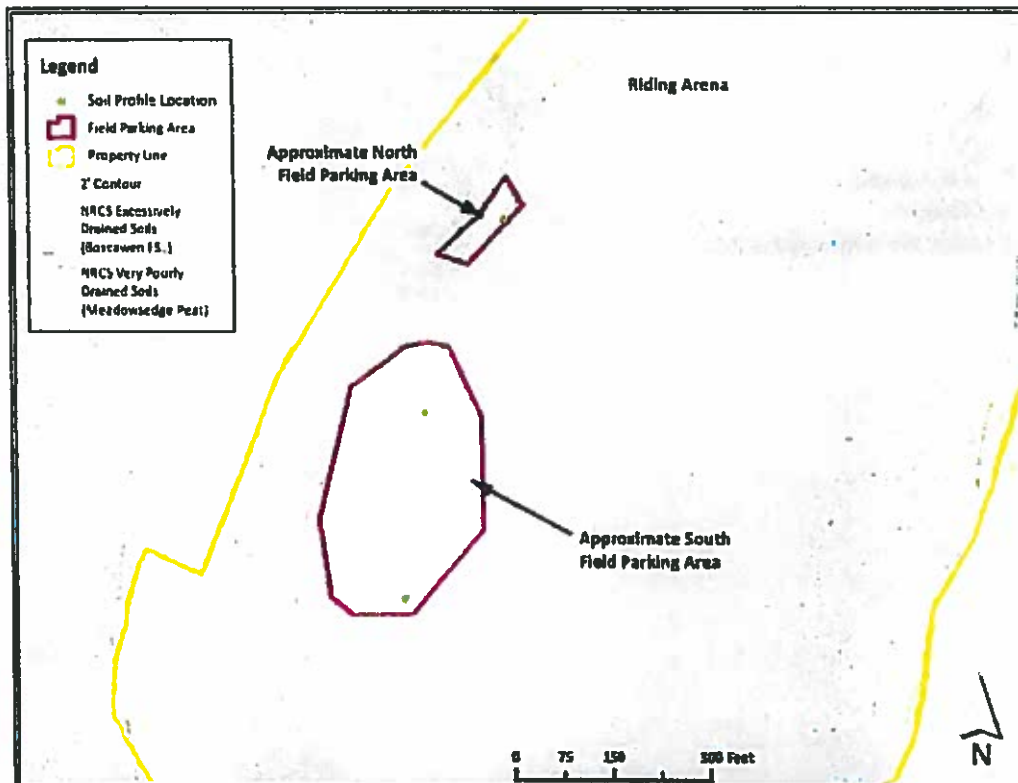 Legend
Soil Profile Location
Field Parking Area
Property Line
2' Contour
NRCS Excessively
Drained Soils
(Boscawen
NRCS Very Pourly
Drained Soils
(Meadowsedge Peat)
Riding Arena
Approximate North
Field Parking Area
Approximate South
Field Parking Area
0 75 150 300 Feet
N